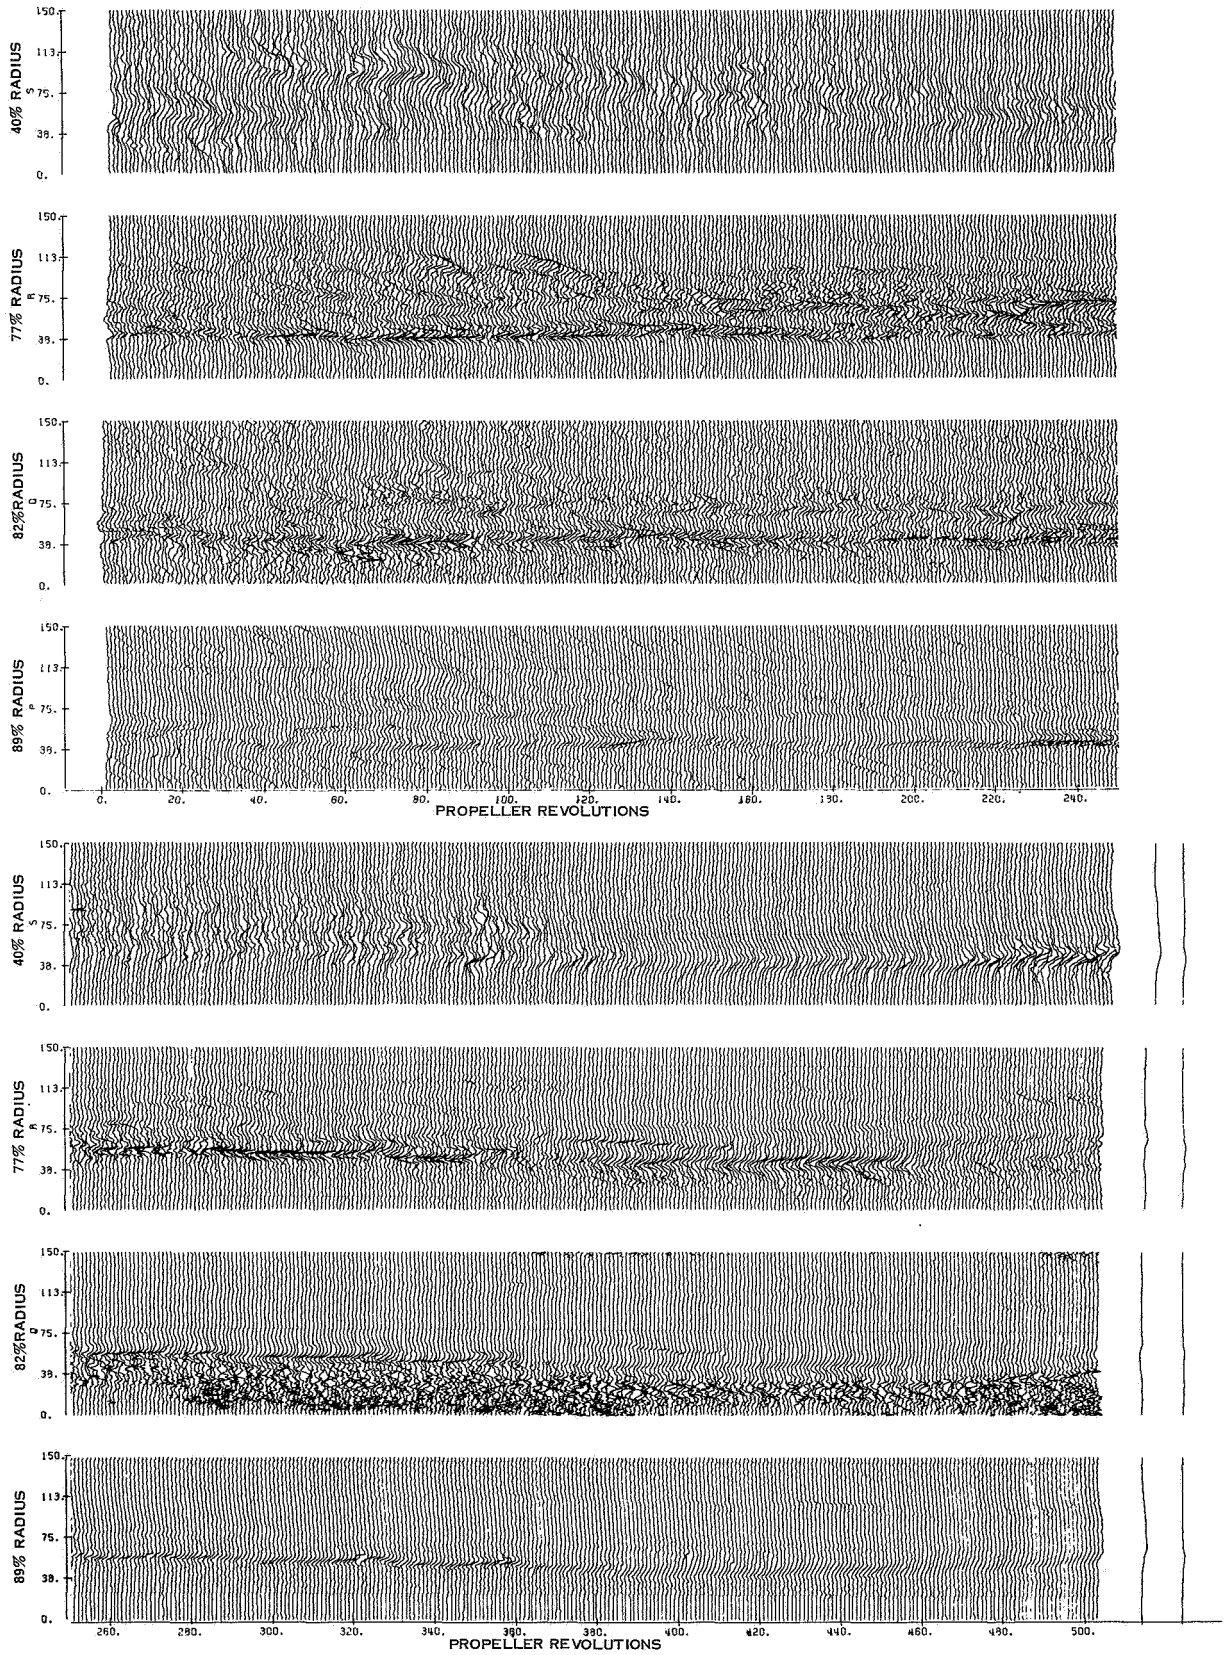 150.
113.
75.
38.
0.
40% RADIUS
S
150.
113.
75.
38.
0.
77% RADIUS
R
150.
113.
75.
38.
0.
82%RADIUS
Q
150.
113.
75.
38.
0.
89% RADIUS
P
0. 20. 40. 60. 80. 100. 120. 140. 160. 180. 200. 220. 240.
PROPELLER REVOLUTIONS
150.
113.
75.
38.
0.
40% RADIUS
S
150.
113.
75.
38.
0.
77% RADIUS
R
150.
113.
75.
38.
0.
82%RADIUS
Q
150.
113.
75.
38.
0.
89% RADIUS
260. 280. 300. 320. 340. 360. 380. 400. 420. 440. 460. 480. 500.
PROPELLER REVOLUTIONS